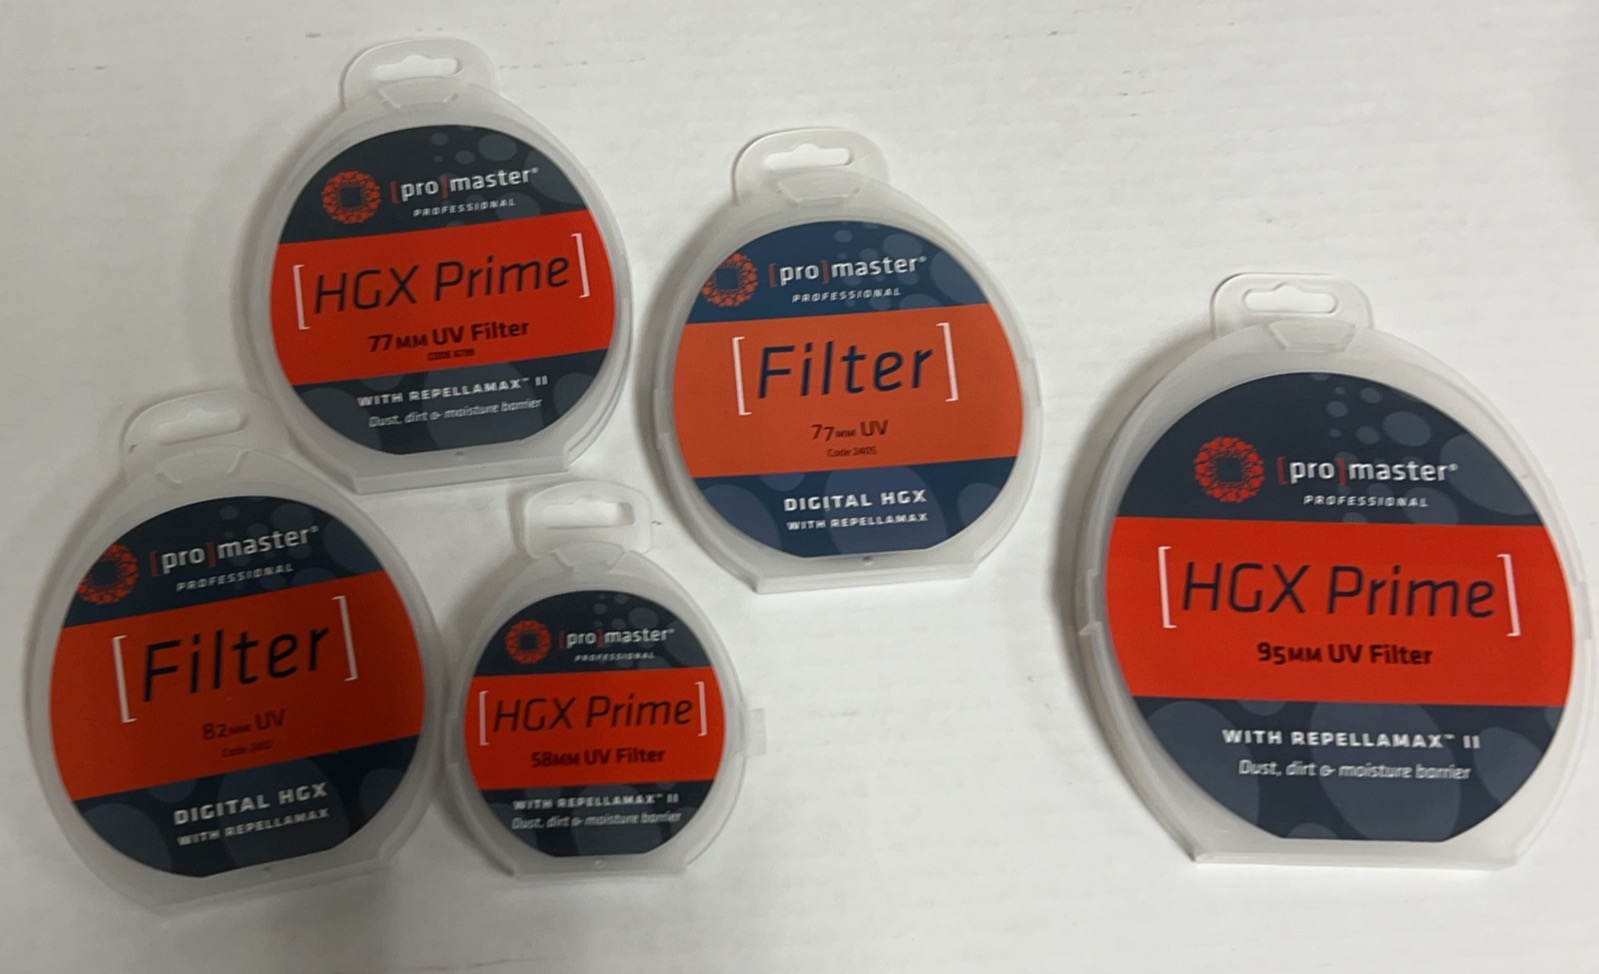 [pro]master®
PROFESSIONAL
[HGX Prime]
77MM UV Filter
WITH REPELLAMAX™ II
Dust, dirt & moisture barrier
[pro]master®
PROFESSIONAL
[Filter]
77MM UV
Code
DIGITAL HGX
WITH REPELLAMAX
[pro]master®
PROFESSIONAL
[HGX Prime]
95MM UV Filter
WITH REPELLAMAX™ II
Dust, dirt & moisture barrier
[pro]master®
PROFESSIONAL
[Filter]
82MM UV
Code
DIGITAL HGX
WITH REPELLAMAX
[pro]master®
PROFESSIONAL
[HGX Prime]
58MM UV Filter
WITH REPELLAMAX™ II
Dust, dirt & moisture barrier